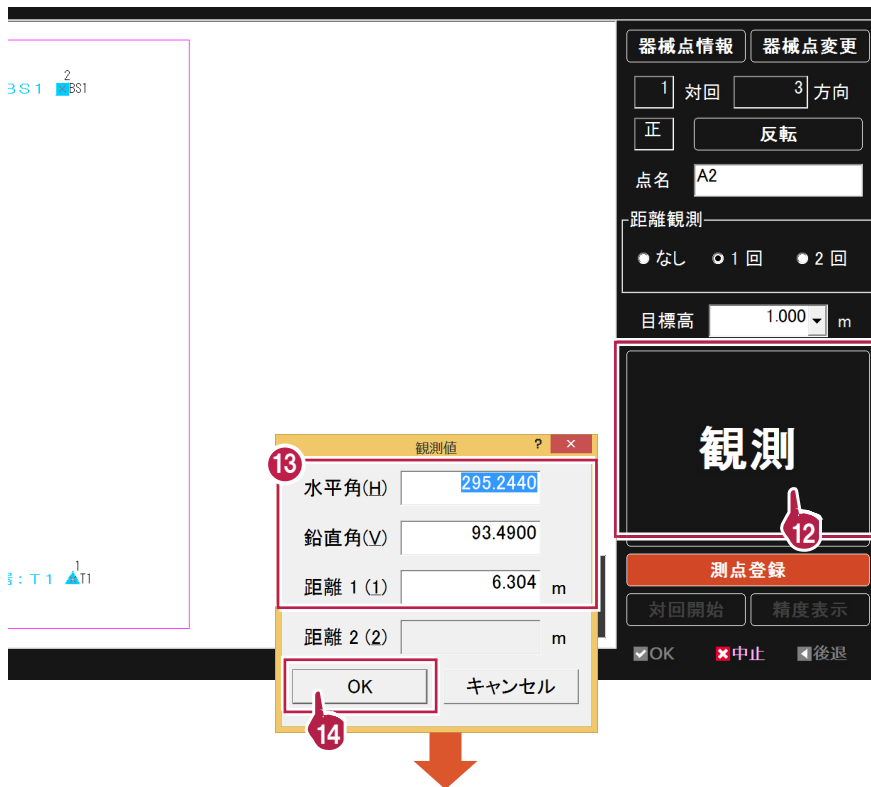 器械点情報 器械点変更
1 対回 3 方向
正 反転
点名 A2
距離観測
なし 1 回 2 回
目標高 1.000 m
観測
12
測点登録
対回開始 精度表示
OK 中止 後退
2
BS1 BS1
1
: T1 T1
観測値 ? ×
13
水平角(H) 295.2440
鉛直角(V) 93.4900
距離 1 (1) 6.304 m
距離 2 (2) m
OK キャンセル
14